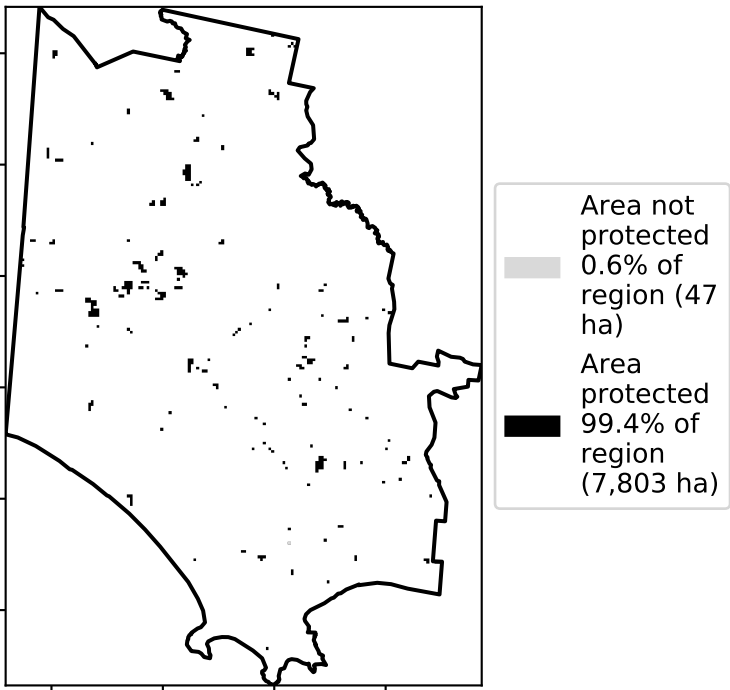 Area not
protected
0.6% of
region (47
ha)
Area
protected
99.4% of
region
(7,803 ha)